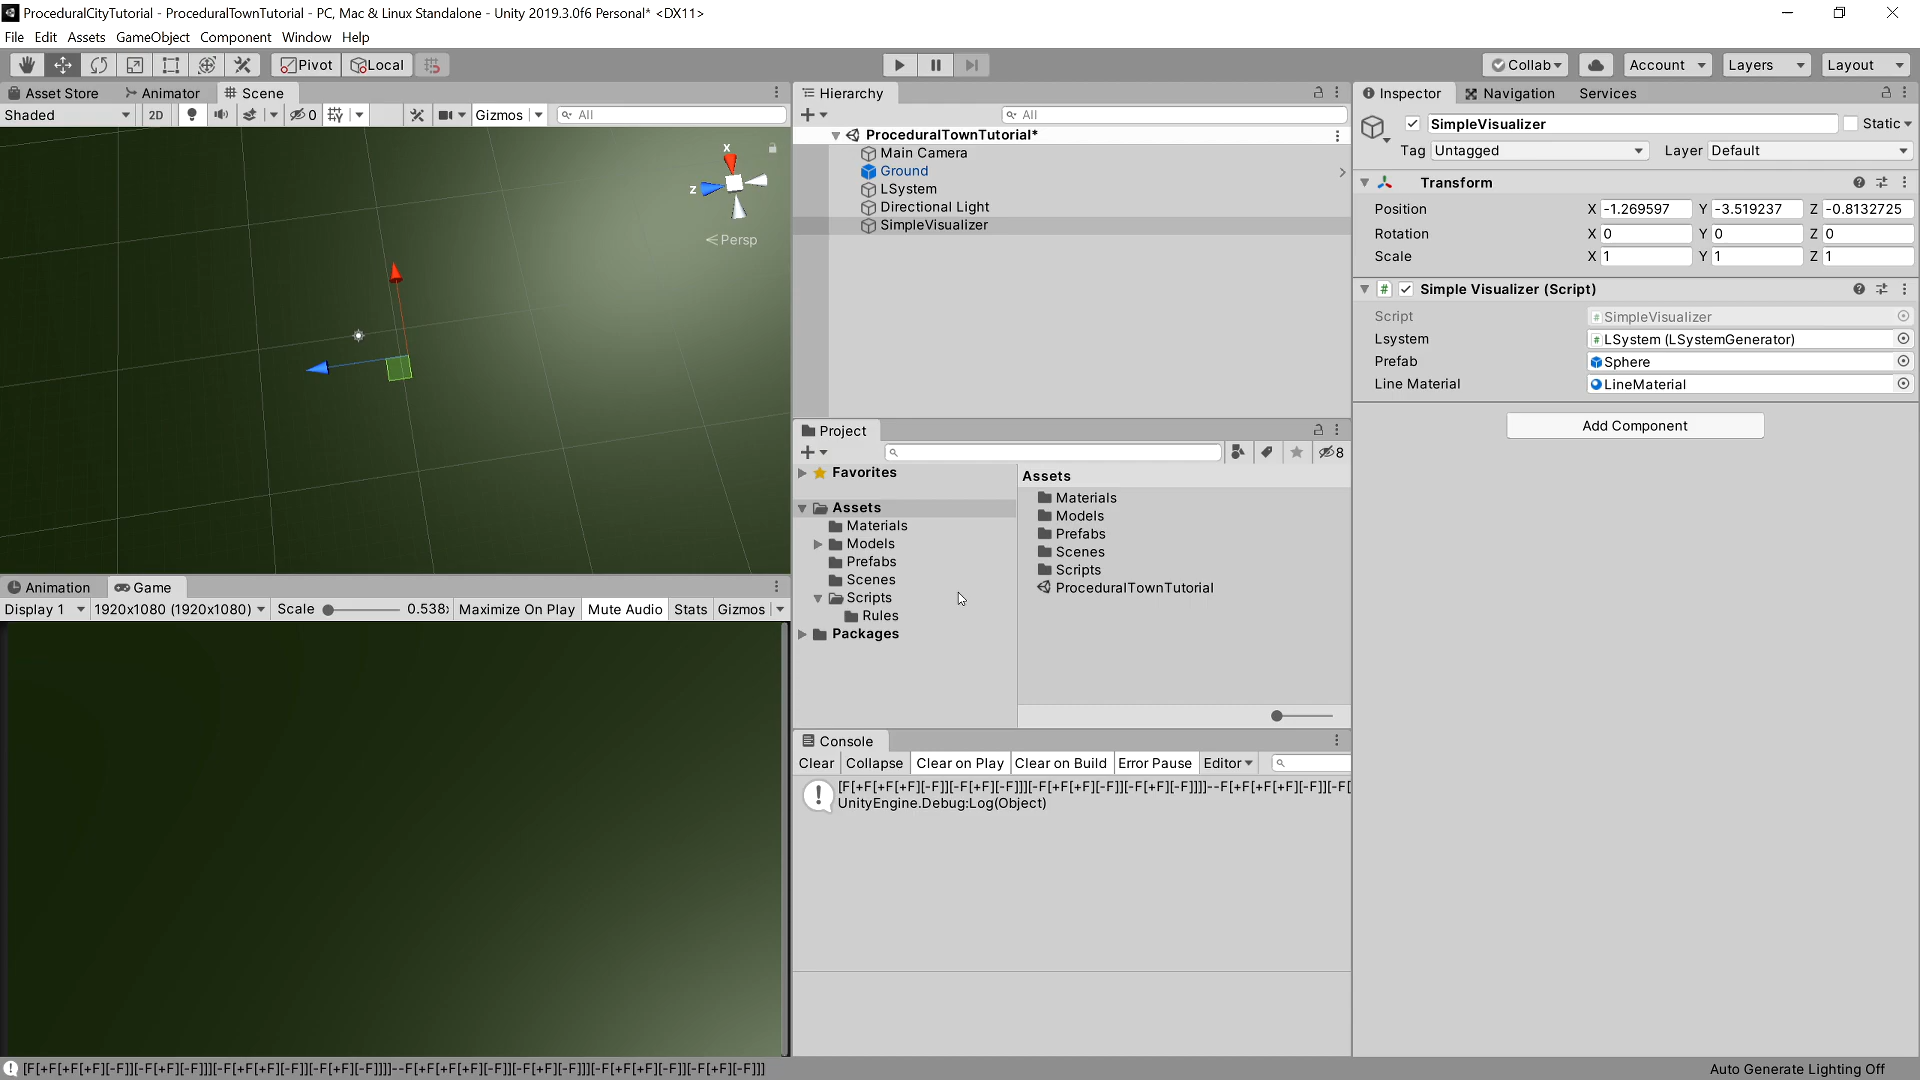 ProceduralCityTutorial - ProceduralTownTutorial - PC, Mac & Linux Standalone - Unity 2019.3.0f6 Personal* <DX11>
File Edit Assets GameObject Component Window Help
Pivot Local Collab Account Layers Layout
Asset Store Animator Scene
Shaded 2D 0 Gizmos All
x
z
Persp
Animation Game
Display 1 1920x1080 (1920x1080) Scale 0.538x Maximize On Play Mute Audio Stats Gizmos
Hierarchy
All
ProceduralTownTutorial*
Main Camera
Ground
LSystem
Directional Light
SimpleVisualizer
Project
8
Favorites
Assets
Materials
Models
Prefabs
Scenes
Scripts
Rules
Packages
Assets
Materials
Models
Prefabs
Scenes
Scripts
ProceduralTownTutorial
Console
Clear Collapse Clear on Play Clear on Build Error Pause Editor
[F[+F[+F[+F][-F]][-F[+F][-F]]][-F[+F[+F][-F]][-F[+F][-F]]]]--F[+F[+F[+F][-F]][-F[
UnityEngine.Debug:Log(Object)
Inspector Navigation Services
SimpleVisualizer Static
Tag Untagged Layer Default
Transform
Position X -1.269597 Y -3.519237 Z -0.8132725
Rotation X 0 Y 0 Z 0
Scale X 1 Y 1 Z 1
# Simple Visualizer (Script)
Script SimpleVisualizer
Lsystem LSystem (LSystemGenerator)
Prefab Sphere
Line Material LineMaterial
Add Component
[F[+F[+F[+F][-F]][-F[+F][-F]]][-F[+F[+F][-F]][-F[+F][-F]]]]--F[+F[+F[+F][-F]][-F[+F][-F]]][-F[+F[+F][-F]][-F[+F][-F]]]
Auto Generate Lighting Off